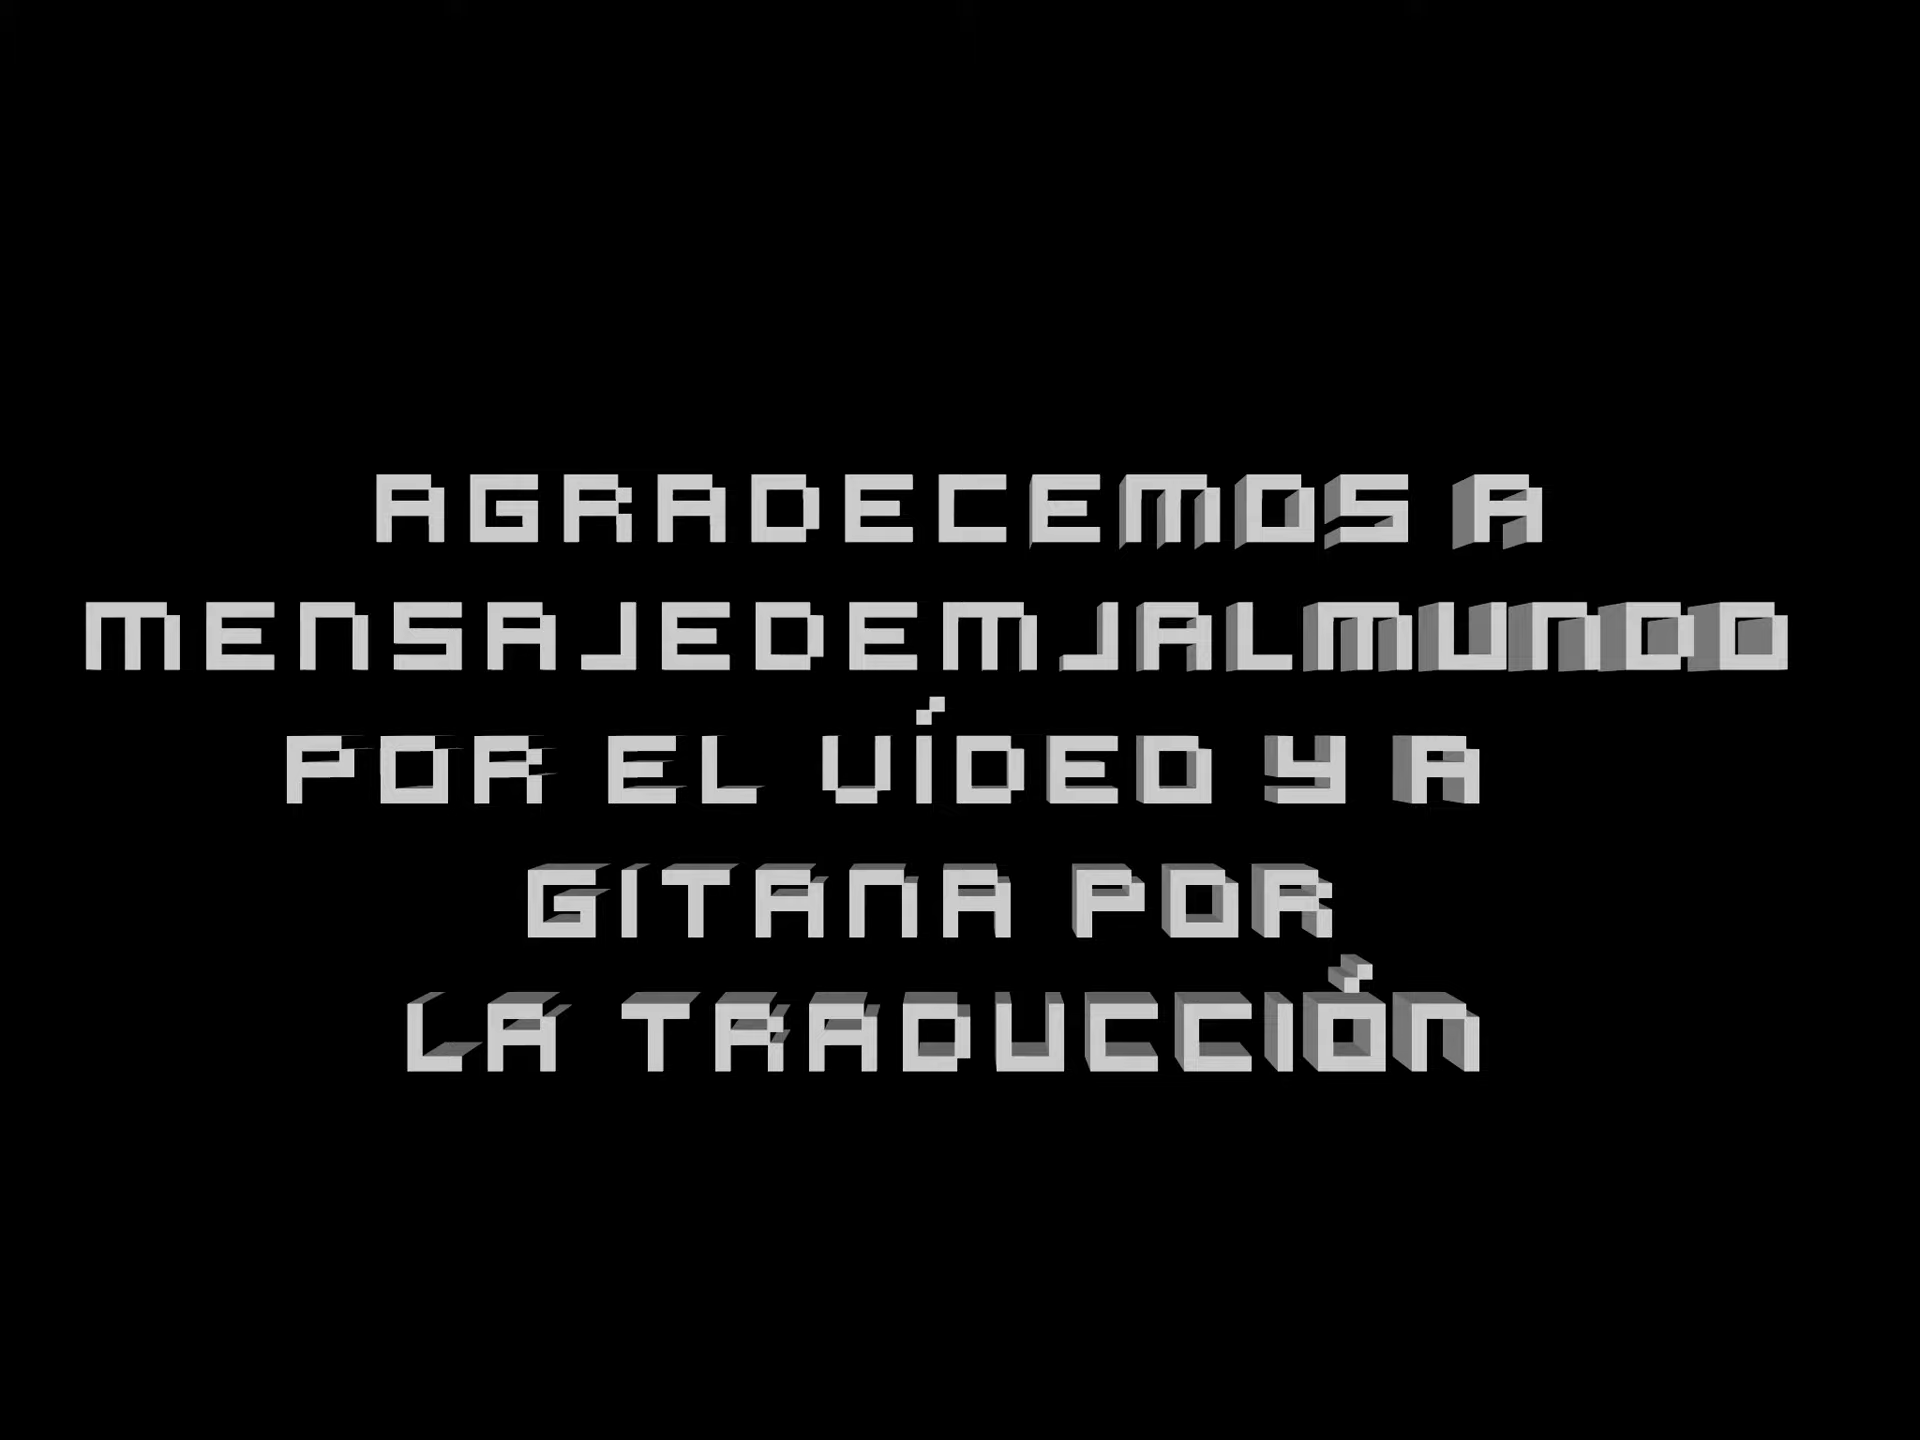 AGRADECEMOS A
MENSAJEDEMJALMUNDO
POR EL VÍDEO Y A
GITANA POR
LA TRADUCCIÓN